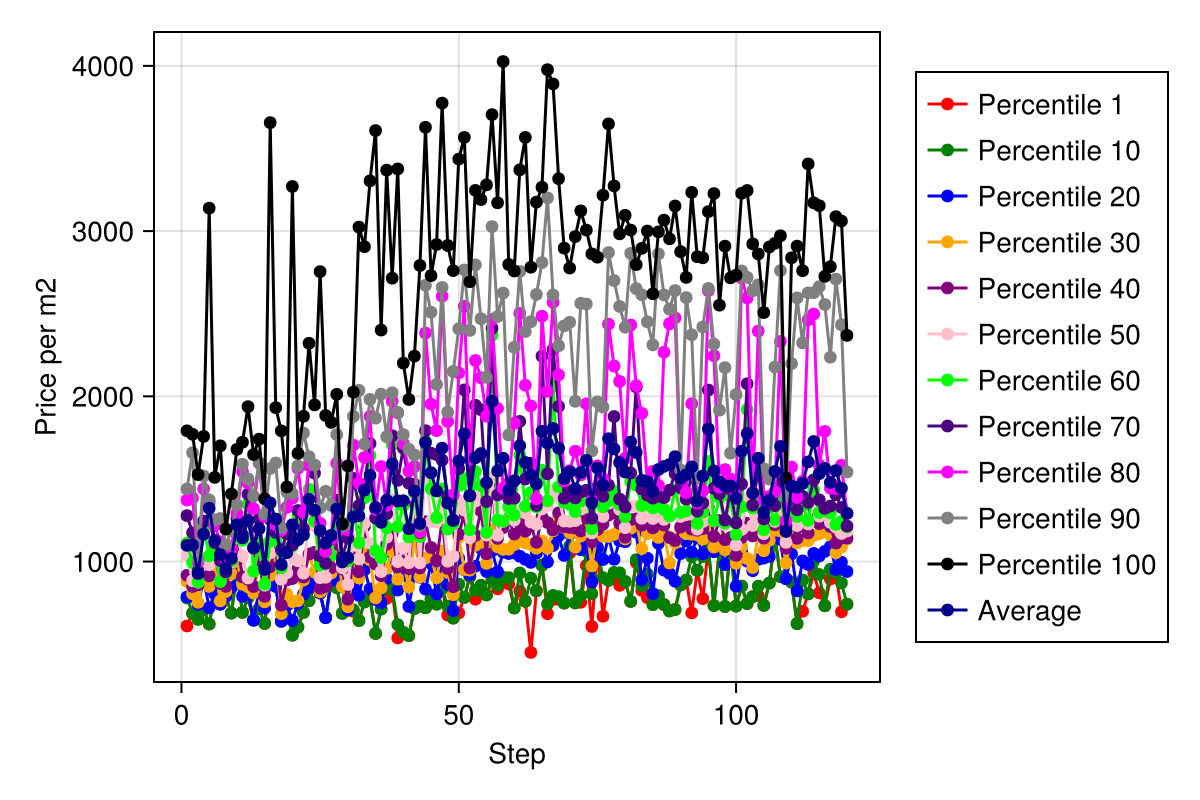 4000
3000
2000
1000
Price per m2
0
50
100
Step
Percentile 1
Percentile 10
Percentile 20
Percentile 30
Percentile 40
Percentile 50
Percentile 60
Percentile 70
Percentile 80
Percentile 90
Percentile 100
Average